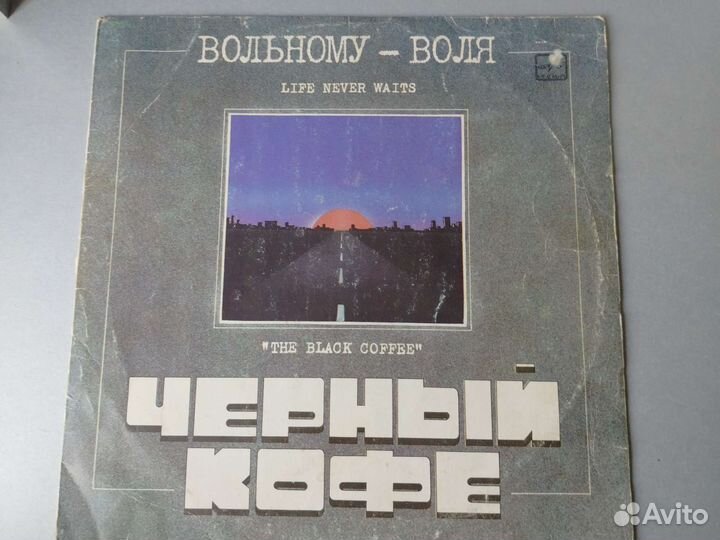 ВОЛЬНОМУ – ВОЛЯ
LIFE NEVER WAITS
"THE BLACK COFFEE"
ЧЕРНЫЙ
КОФЕ
Avito